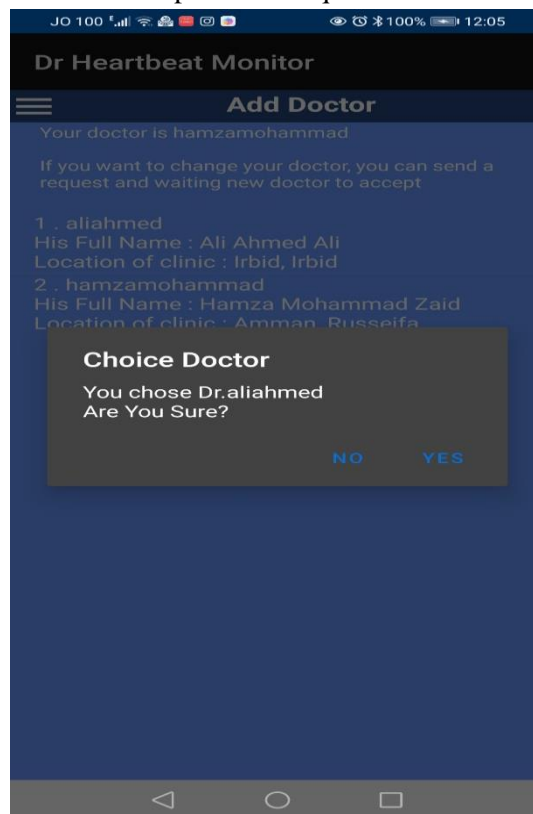 JO 100 100% 12:05
Dr Heartbeat Monitor
Add Doctor
Your doctor is hamzamohammad
If you want to change your doctor, you can send a
request and waiting new doctor to accept
1 . aliahmed
His Full Name : Ali Ahmed Ali
Location of clinic : Irbid, Irbid
2 . hamzamohammad
His Full Name : Hamza Mohammad Zaid
Location of clinic : Amman, Russeifa
Choice Doctor
You chose Dr.aliahmed
Are You Sure?
NO YES